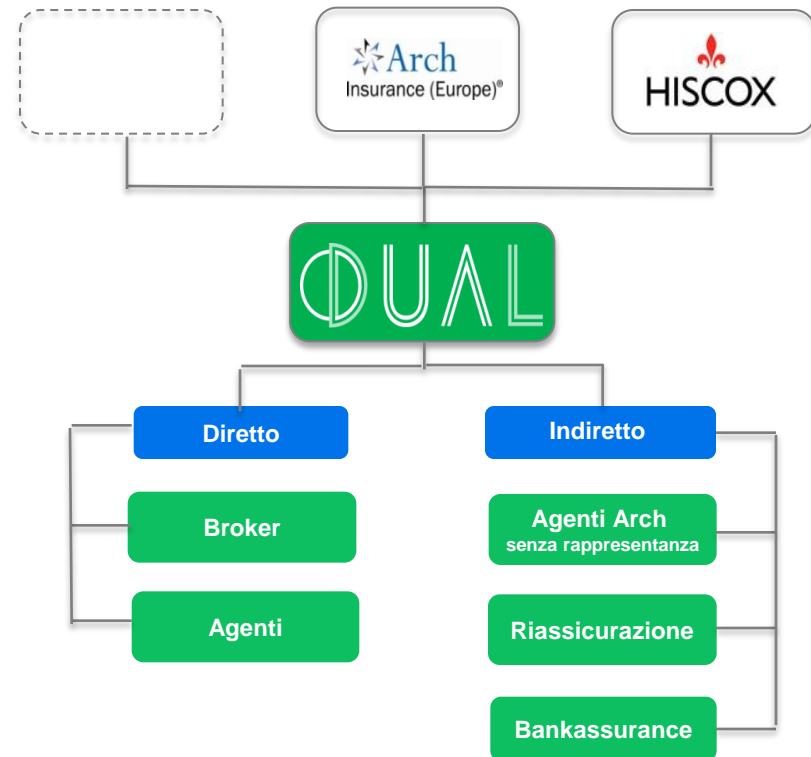 Arch
Insurance (Europe)®
HISCOX
DUAL
Diretto
Indiretto
Broker
Agenti Arch
senza rappresentanza
Agenti
Riassicurazione
Bankassurance